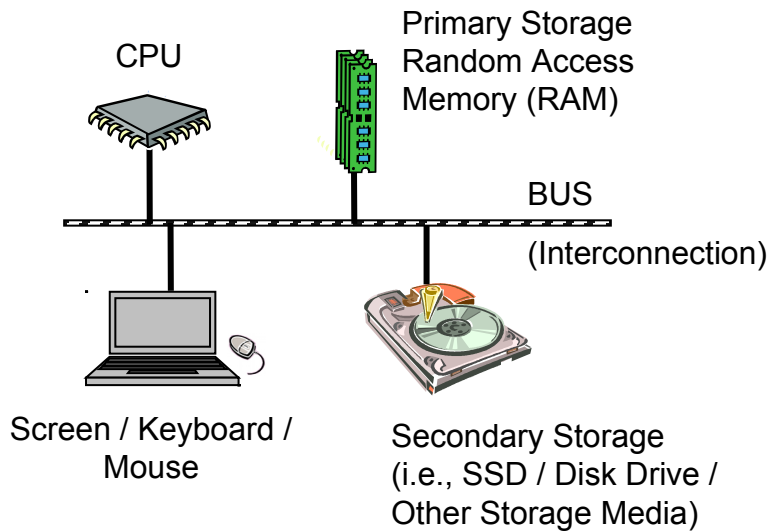 CPU
Primary Storage
Random Access
Memory (RAM)
BUS
(Interconnection)
Screen / Keyboard /
Mouse
Secondary Storage
(i.e., SSD / Disk Drive /
Other Storage Media)